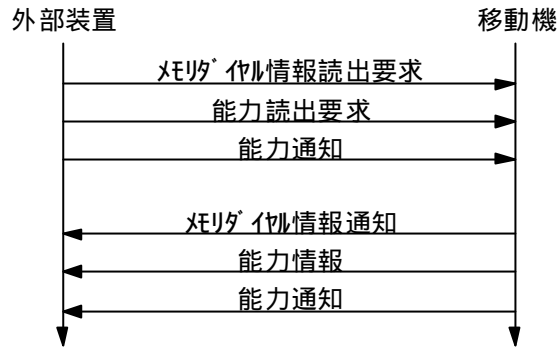 外部装置 移動機
ﾒﾓﾘﾀﾞｲﾔﾙ情報読出要求
能力読出要求
能力通知
ﾒﾓﾘﾀﾞｲﾔﾙ情報通知
能力情報
能力通知